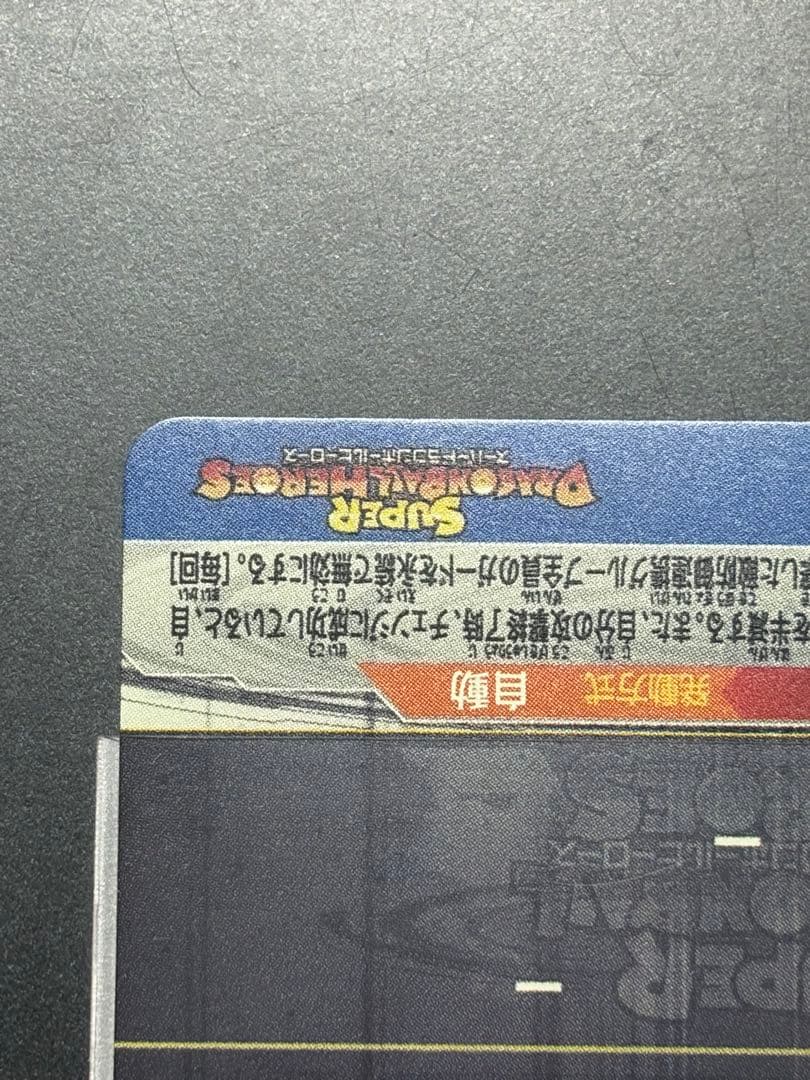 発動方式 自動
を半減する。また、自分の攻撃終了時、チェンジに成功していると、自
した敵防御連携グループ全員のガードを永続で無効にする。[毎回]
SUPER
DRAGONBALL HEROES
スーパードラゴンボールヒーローズ